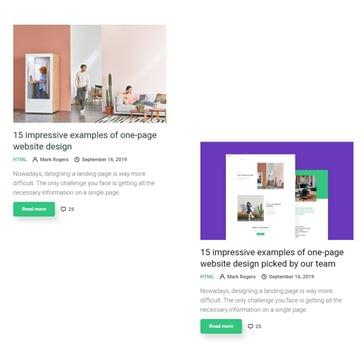 15 impressive examples of one-page
website design
HTML Mark Rogers September 16, 2019
Nowadays, designing a landing page is way more
difficult. The only challenge you face is getting all the
necessary information on a single page.
Read more 25
15 impressive examples of one-page
website design picked by our team
HTML Mark Rogers September 16, 2019
Nowadays, designing a landing page is way more
difficult. The only challenge you face is getting all the
necessary information on a single page.
Read more 25